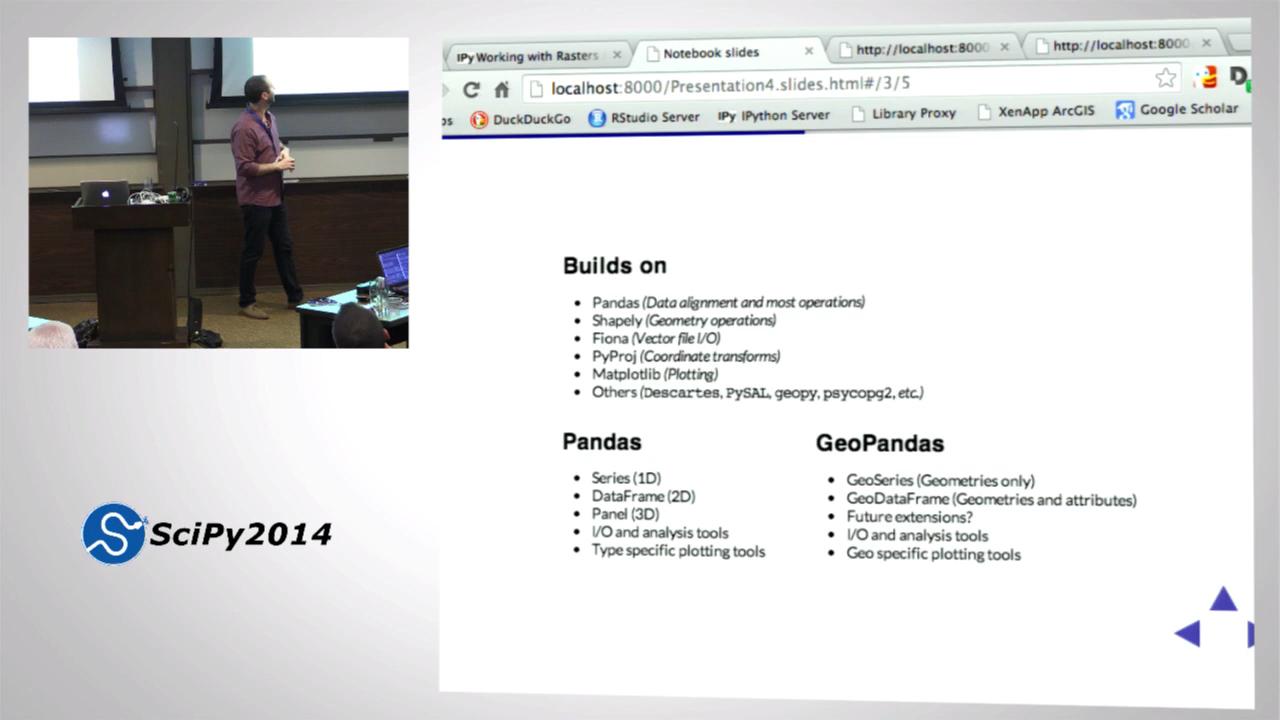 IPy Working with Rasters
Notebook slides
http://localhost:8000
http://localhost:8000
localhost:8000/Presentation4.slides.html#/3/5
DuckDuckGo
RStudio Server
IPy IPython Server
Library Proxy
XenApp ArcGIS
Google Scholar
Builds on
• Pandas (Data alignment and most operations)
• Shapely (Geometry operations)
• Fiona (Vector file I/O)
• PyProj (Coordinate transforms)
• Matplotlib (Plotting)
• Others (Descartes, PySAL, geopy, psycopg2, etc.)
Pandas
• Series (1D)
• DataFrame (2D)
• Panel (3D)
• I/O and analysis tools
• Type specific plotting tools
GeoPandas
• GeoSeries (Geometries only)
• GeoDataFrame (Geometries and attributes)
• Future extensions?
• I/O and analysis tools
• Geo specific plotting tools
SciPy2014